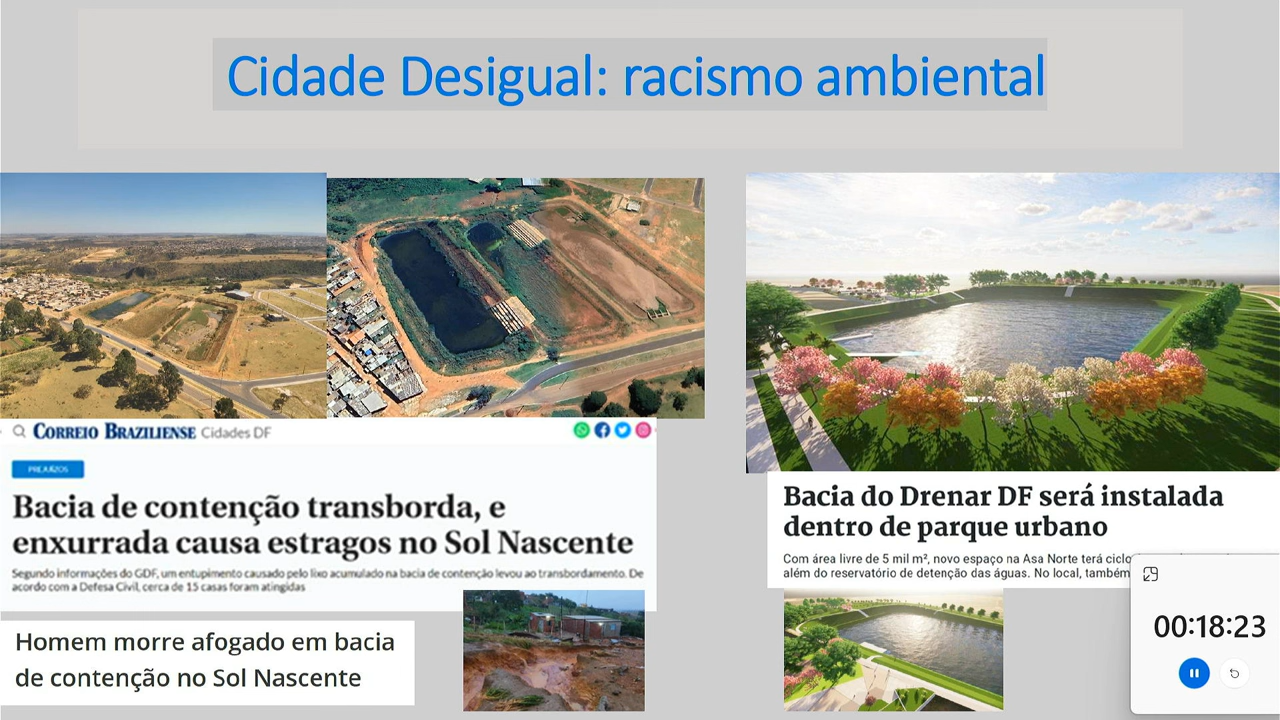 Cidade Desigual: racismo ambiental
CORREIO BRAZILIENSE Cidades DF
PREJUÍZOS
Bacia de contenção transborda, e
enxurrada causa estragos no Sol Nascente
Segundo informações do GDF, um entupimento causado pelo lixo acumulado na bacia de contenção levou ao transbordamento. De
acordo com a Defesa Civil, cerca de 15 casas foram atingidas
Homem morre afogado em bacia
de contenção no Sol Nascente
Bacia do Drenar DF será instalada
dentro de parque urbano
Com área livre de 5 mil m², novo espaço na Asa Norte terá
além do reservatório de detenção das águas. No local, também
00:18:23